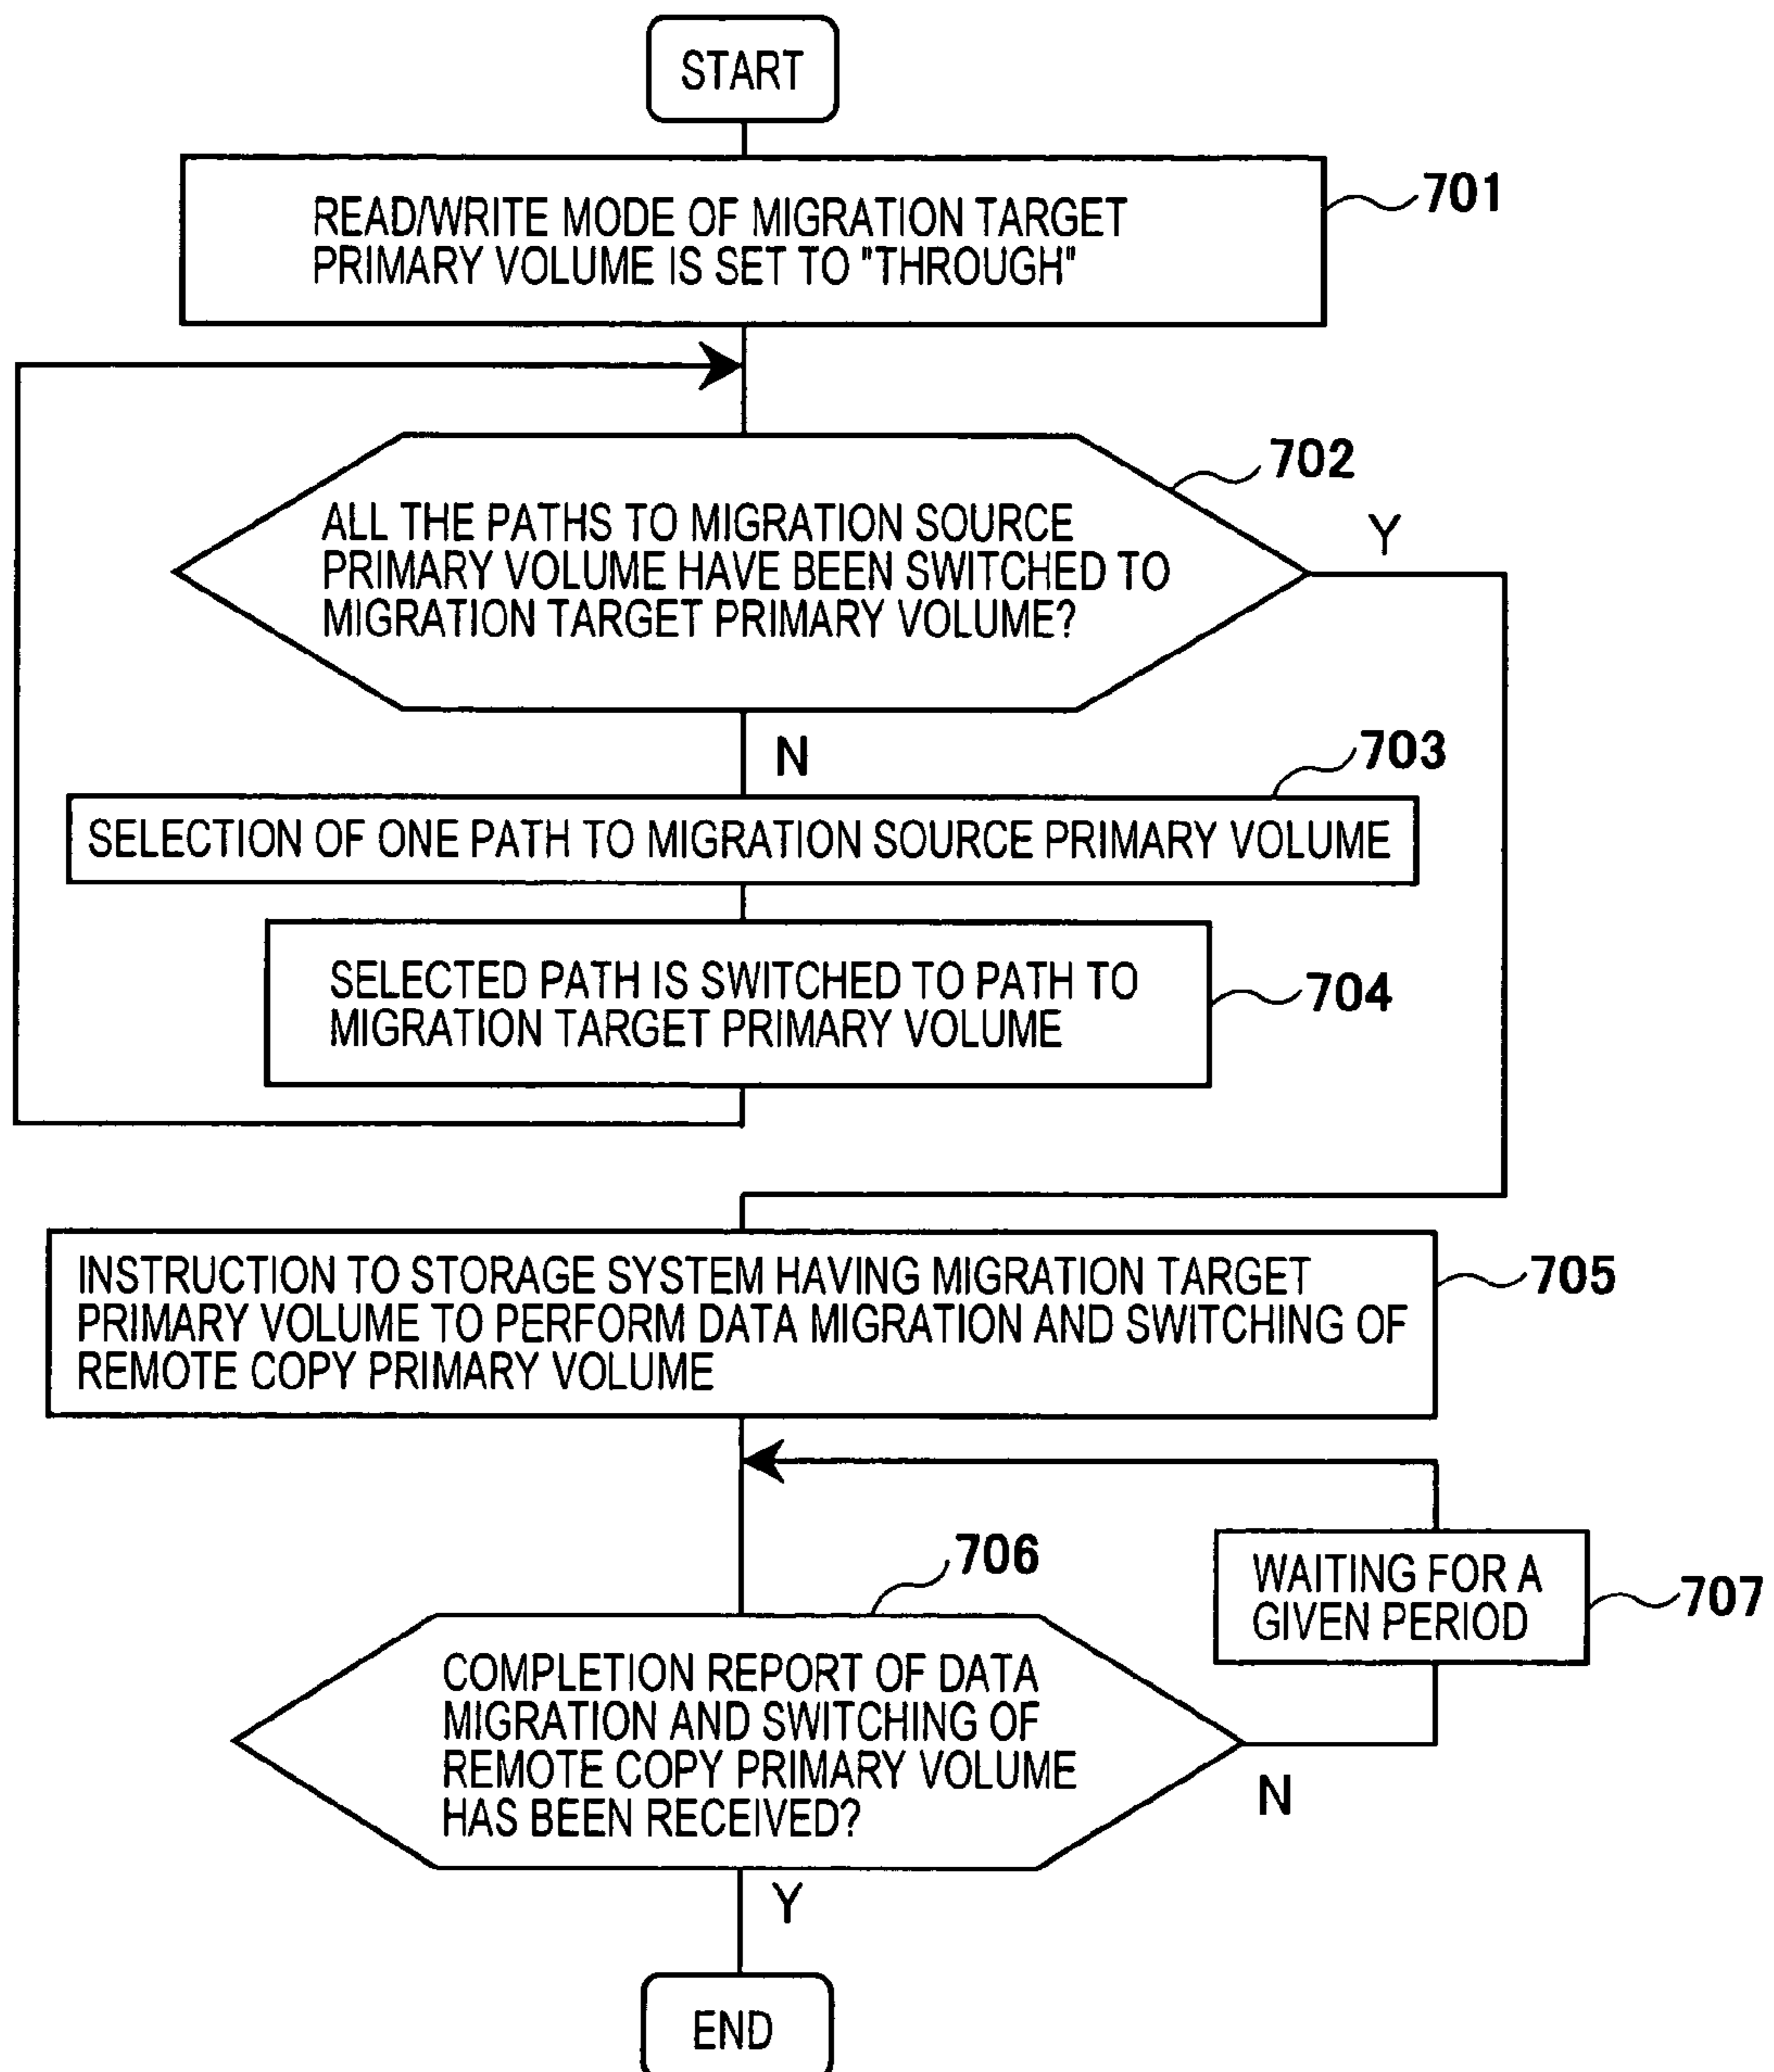 START
READ/WRITE MODE OF MIGRATION TARGET
PRIMARY VOLUME IS SET TO "THROUGH"
701
702
ALL THE PATHS TO MIGRATION SOURCE
PRIMARY VOLUME HAVE BEEN SWITCHED TO
MIGRATION TARGET PRIMARY VOLUME?
Y
N
703
SELECTION OF ONE PATH TO MIGRATION SOURCE PRIMARY VOLUME
SELECTED PATH IS SWITCHED TO PATH TO
MIGRATION TARGET PRIMARY VOLUME
704
INSTRUCTION TO STORAGE SYSTEM HAVING MIGRATION TARGET
PRIMARY VOLUME TO PERFORM DATA MIGRATION AND SWITCHING OF
REMOTE COPY PRIMARY VOLUME
705
706
WAITING FOR A
GIVEN PERIOD
707
COMPLETION REPORT OF DATA
MIGRATION AND SWITCHING OF
REMOTE COPY PRIMARY VOLUME
HAS BEEN RECEIVED?
N
Y
END